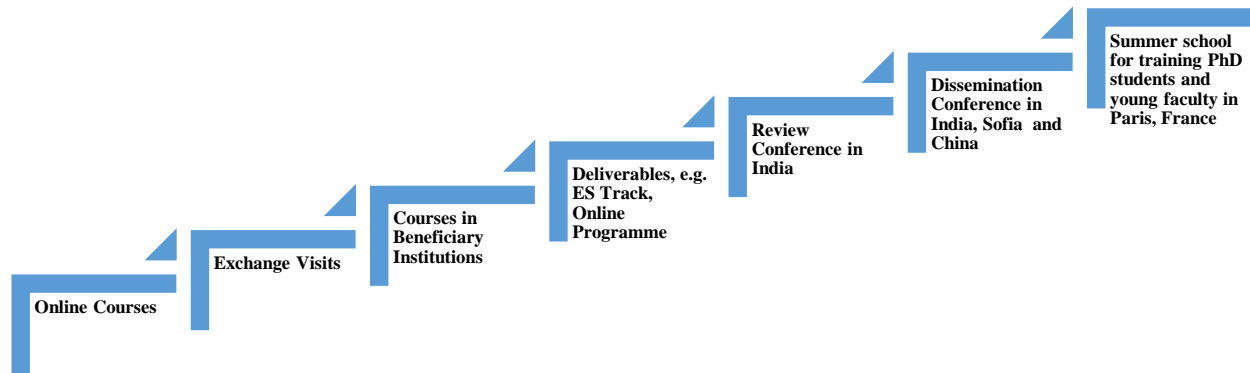 Online Courses
Exchange Visits
Courses in
Beneficiary
Institutions
Deliverables, e.g.
ES Track,
Online
Programme
Review
Conference in
India
Dissemination
Conference in
India, Sofia and
China
Summer school
for training PhD
students and
young faculty in
Paris, France